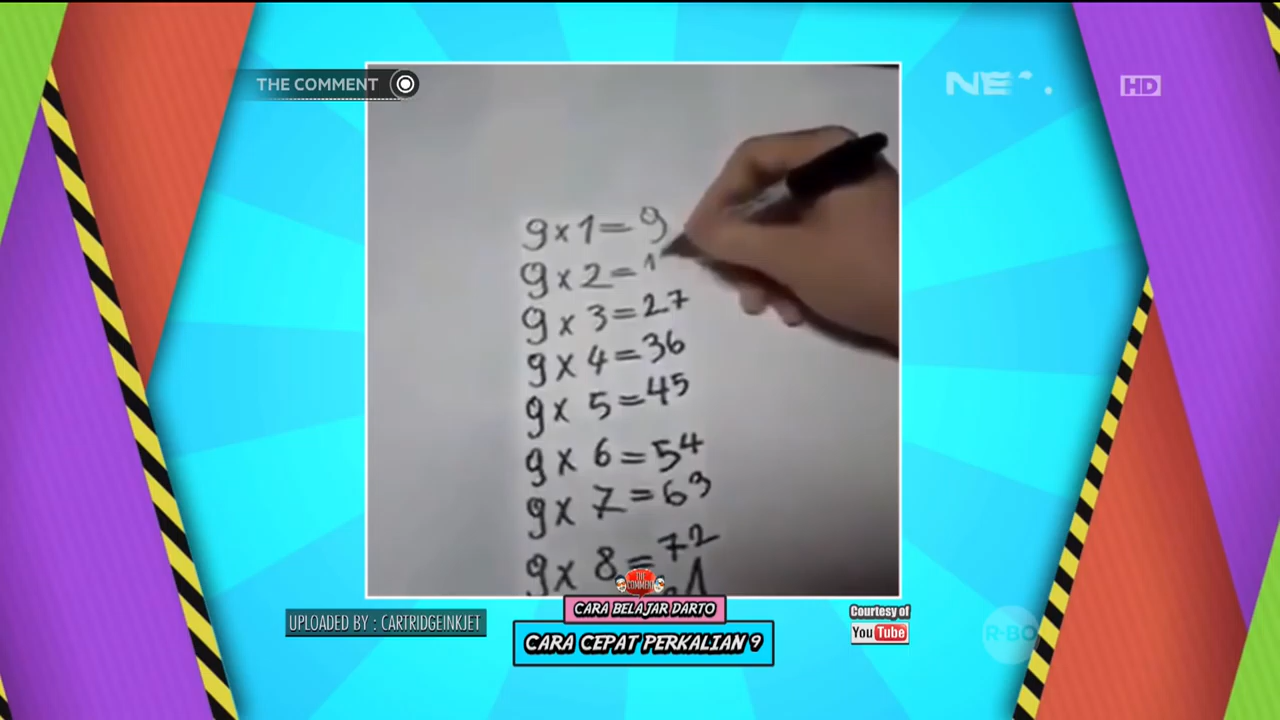 THE COMMENT
HD
9 x 1 = 9
9 x 2 = 1
9 x 3 = 27
9 x 4 = 36
9 x 5 = 45
9 x 6 = 54
9 x 7 = 63
9 x 8 = 72
THE COMMENT
CARA BELAJAR DARTO
CARA CEPAT PERKALIAN 9
UPLOADED BY : CARTRIDGEINKJET
Courtesy of
YouTube